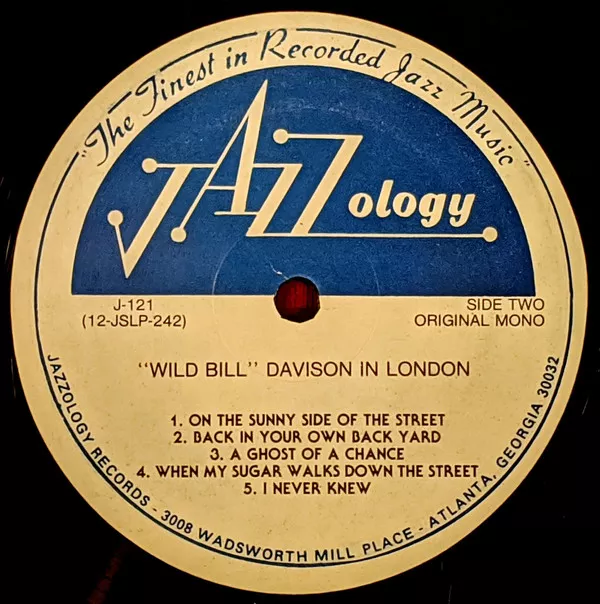 "The Finest in Recorded Jazz Music"
JAZZology
J-121
(12-JSLP-242)
SIDE TWO
ORIGINAL MONO
"WILD BILL" DAVISON IN LONDON
1. ON THE SUNNY SIDE OF THE STREET
2. BACK IN YOUR OWN BACK YARD
3. A GHOST OF A CHANCE
4. WHEN MY SUGAR WALKS DOWN THE STREET
5. I NEVER KNEW
JAZZOLOGY RECORDS - 3008 WADSWORTH MILL PLACE - ATLANTA, GEORGIA 30032